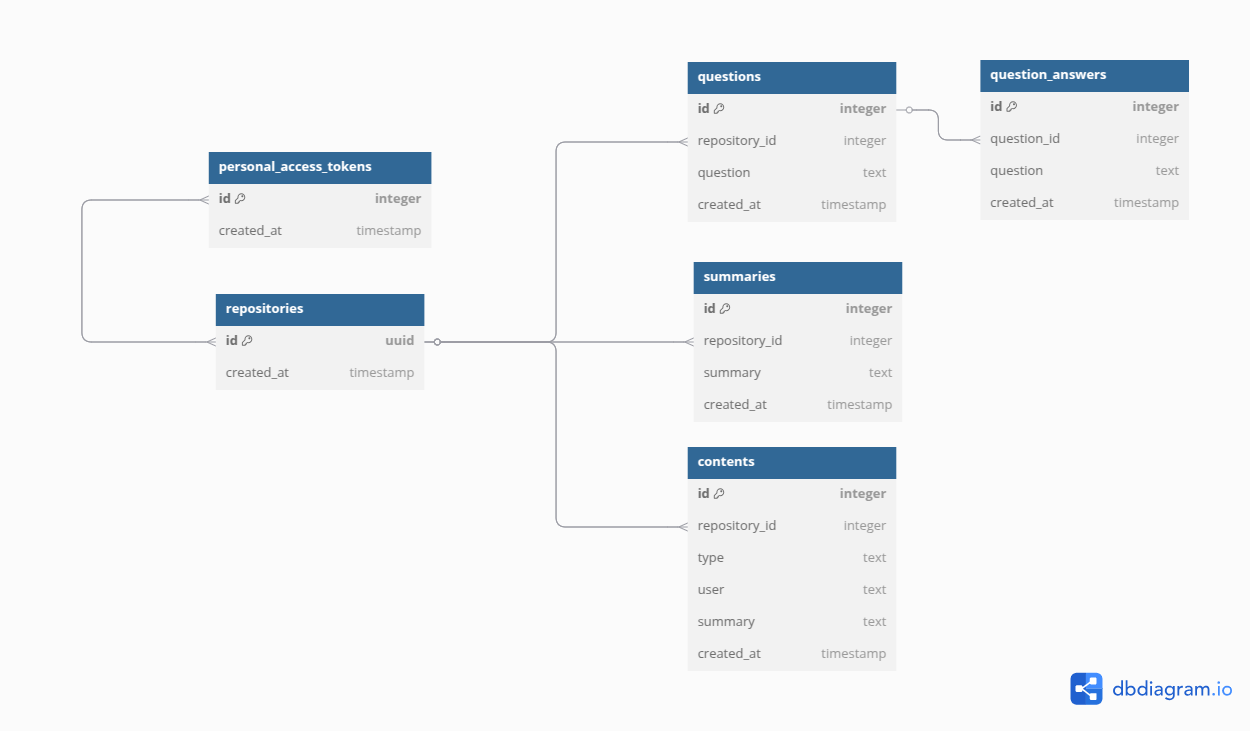 personal_access_tokens
id integer
created_at timestamp
repositories
id uuid
created_at timestamp
questions
id integer
repository_id integer
question text
created_at timestamp
question_answers
id integer
question_id integer
question text
created_at timestamp
summaries
id integer
repository_id integer
summary text
created_at timestamp
contents
id integer
repository_id integer
type text
user text
summary text
created_at timestamp
dbdiagram.io